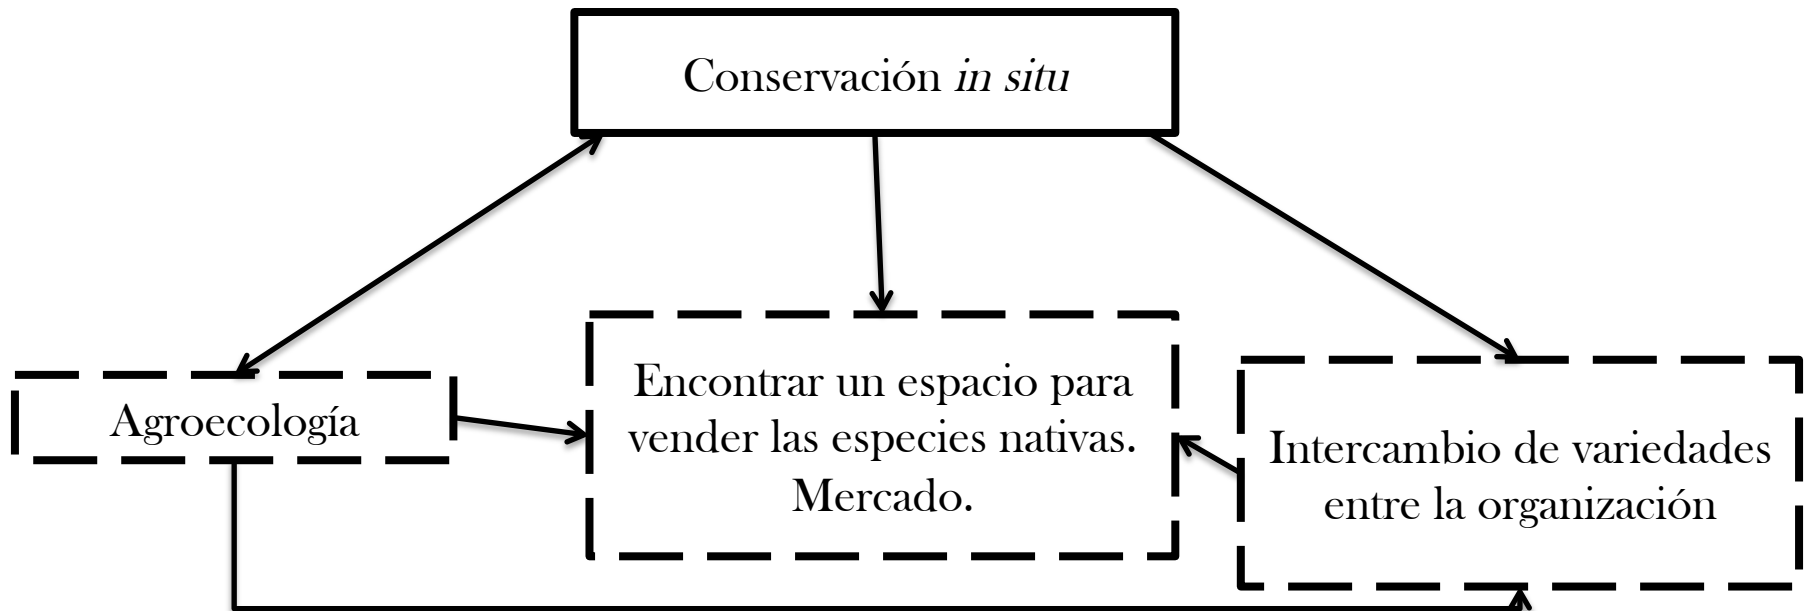 Conservación in situ
Agroecología
Encontrar un espacio para
vender las especies nativas.
Mercado.
Intercambio de variedades
entre la organización